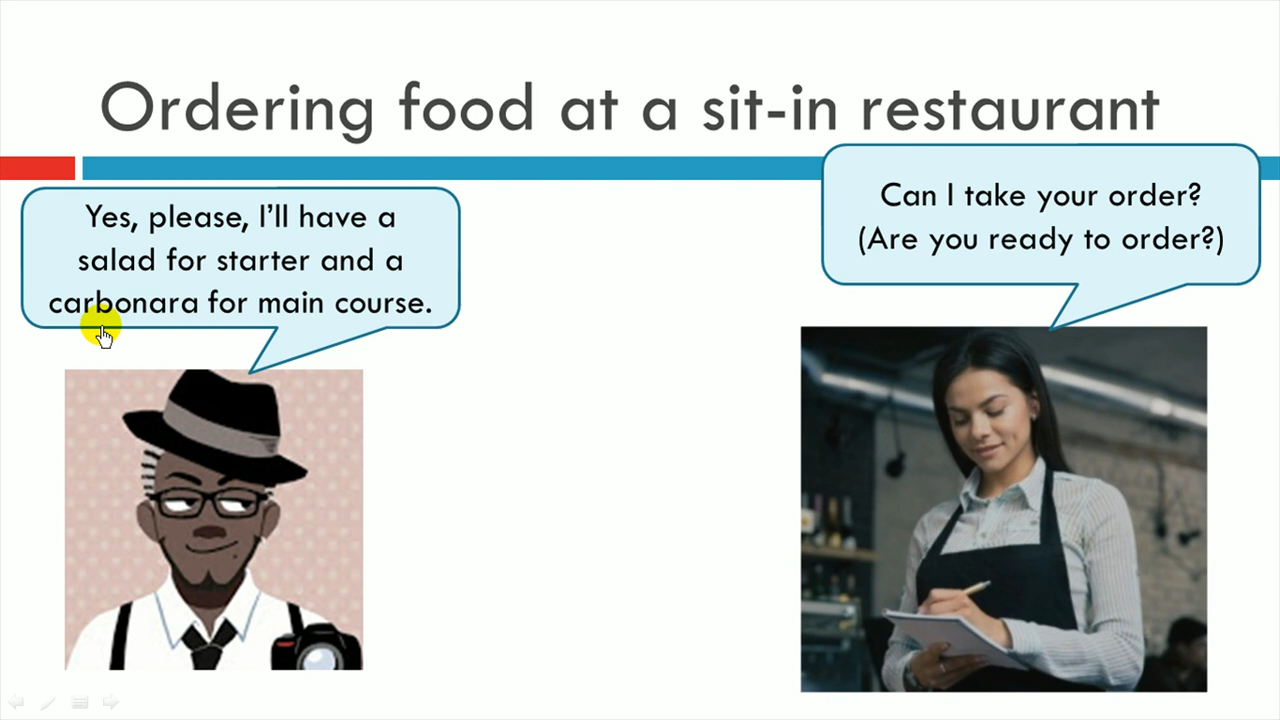 Ordering food at a sit-in restaurant
Can I take your order?
(Are you ready to order?)
Yes, please, I’ll have a
salad for starter and a
carbonara for main course.